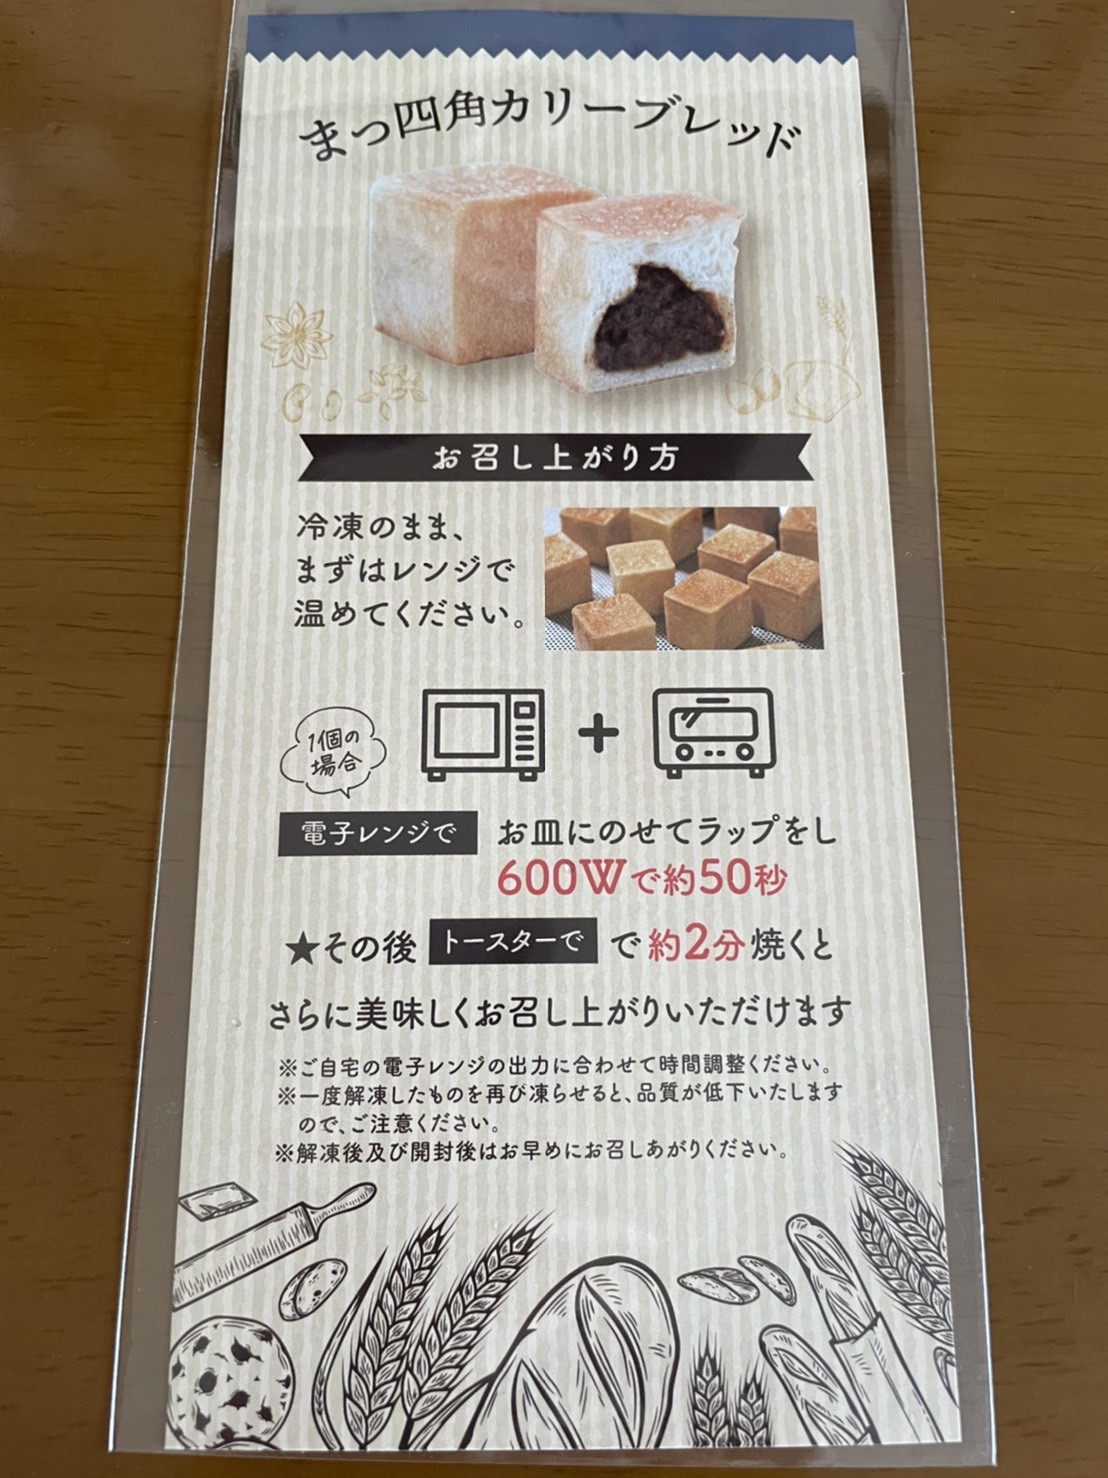 まっ四角カリーブレッド
お召し上がり方
冷凍のまま、
まずはレンジで
温めてください。
1個の
場合
電子レンジで
お皿にのせてラップをし
600Wで約50秒
★その後 トースターで で約2分焼くと
さらに美味しくお召し上がりいただけます
※ご自宅の電子レンジの出力に合わせて時間調整ください。
※一度解凍したものを再び凍らせると、品質が低下いたします
ので、ご注意ください。
※解凍後及び開封後はお早めにお召しあがりください。